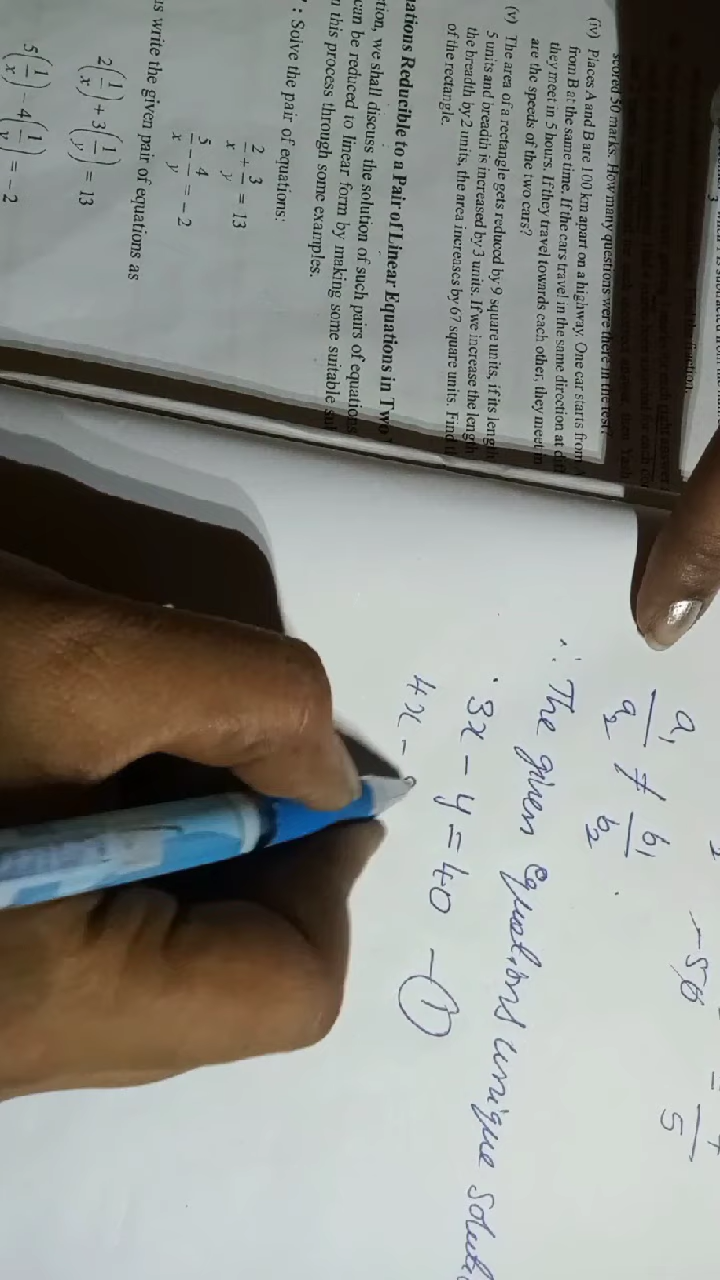 scored 50 marks. How many questions were there in the test?
(iv) Places A and B are 100 km apart on a highway. One car starts from A
from B at the same time. If the cars travel in the same direction at
they meet in 5 hours. If they travel towards each other, they meet in
are the speeds of the two cars?
(v) The area of a rectangle gets reduced by 9 square units, if its length
5 units and breadth is increased by 3 units. If we increase the length
the breadth by 2 units, the area increases by 67 square units. Find
of the rectangle.
ations Reducible to a Pair of Linear Equations in Two
tion, we shall discuss the solution of such pairs of equations
can be reduced to linear form by making some suitable
this process through some examples.
: Solve the pair of equations:
2/x + 3/y = 13
5/x - 4/y = -2
us write the given pair of equations as
2(1/x) + 3(1/y) = 13
5(1/x) - 4(1/y) = -2
a₁/a₂ ≠ b₁/b₂.
∴ The given equations unique
3x - y = 40 - ①
4x -